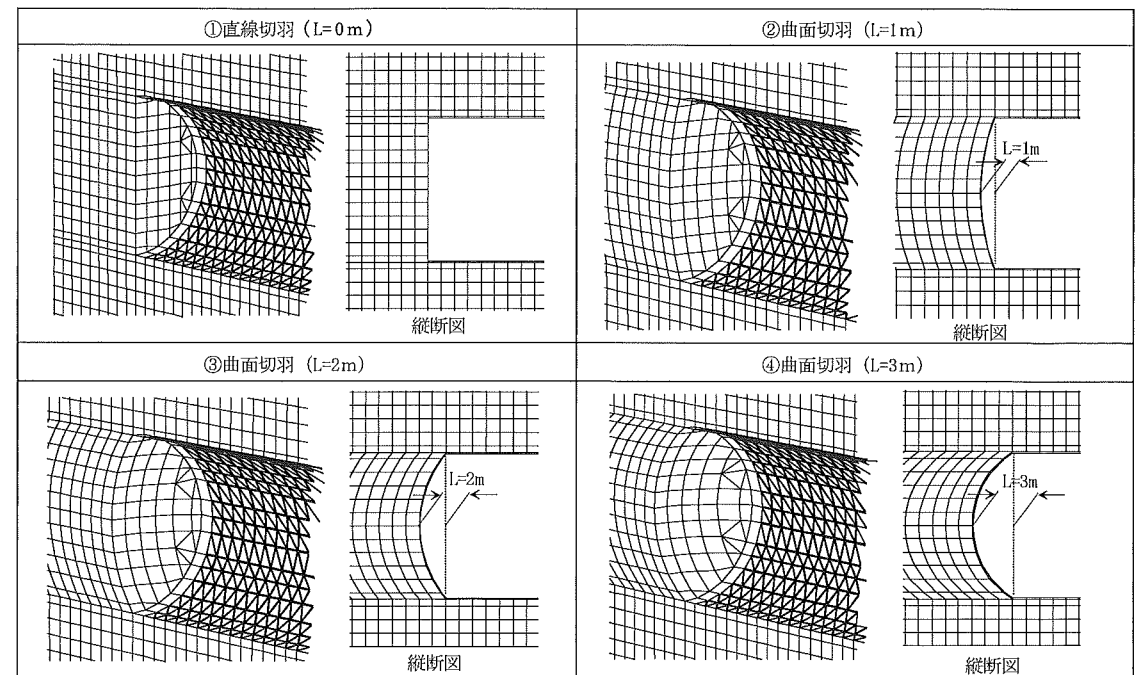 ①直線切羽 (L=0m)
②曲面切羽 (L=1m)
縦断図
L=1m
縦断図
③曲面切羽 (L=2m)
④曲面切羽 (L=3m)
L=2m
縦断図
L=3m
縦断図